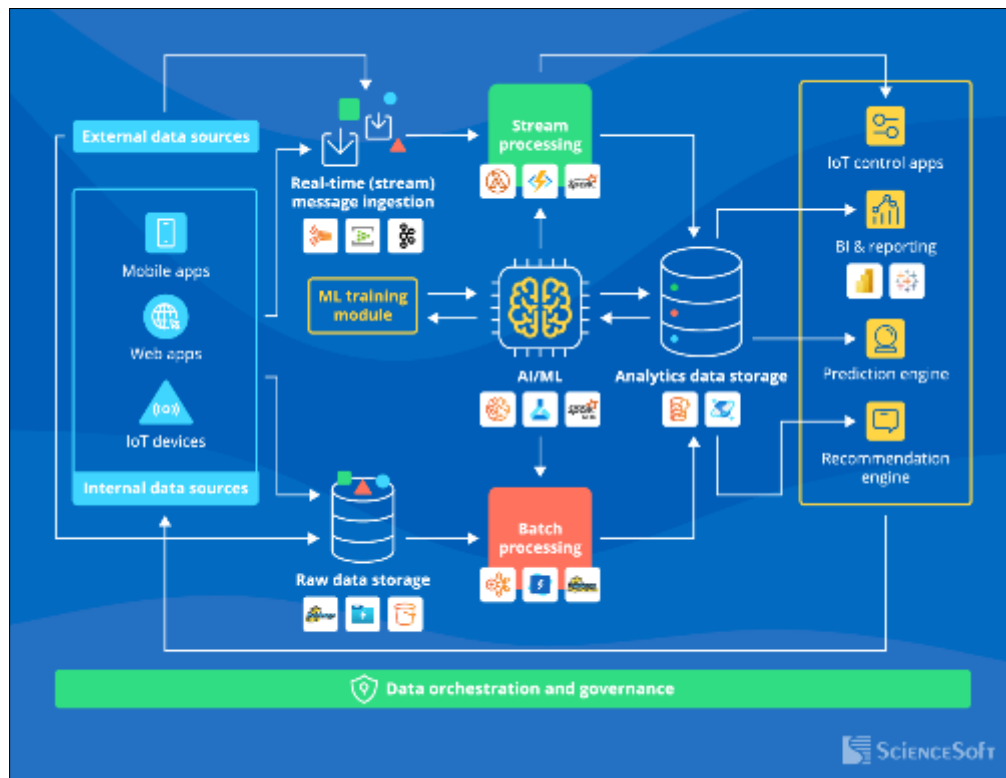 External data sources
Mobile apps
Web apps
IoT devices
Internal data sources
Real-time (stream)
message ingestion
ML training
module
Raw data storage
Stream
processing
Spark
AI/ML
Spark
Batch
processing
Analytics data storage
IoT control apps
BI & reporting
Prediction engine
Recommendation
engine
Data orchestration and governance
ScienceSoft